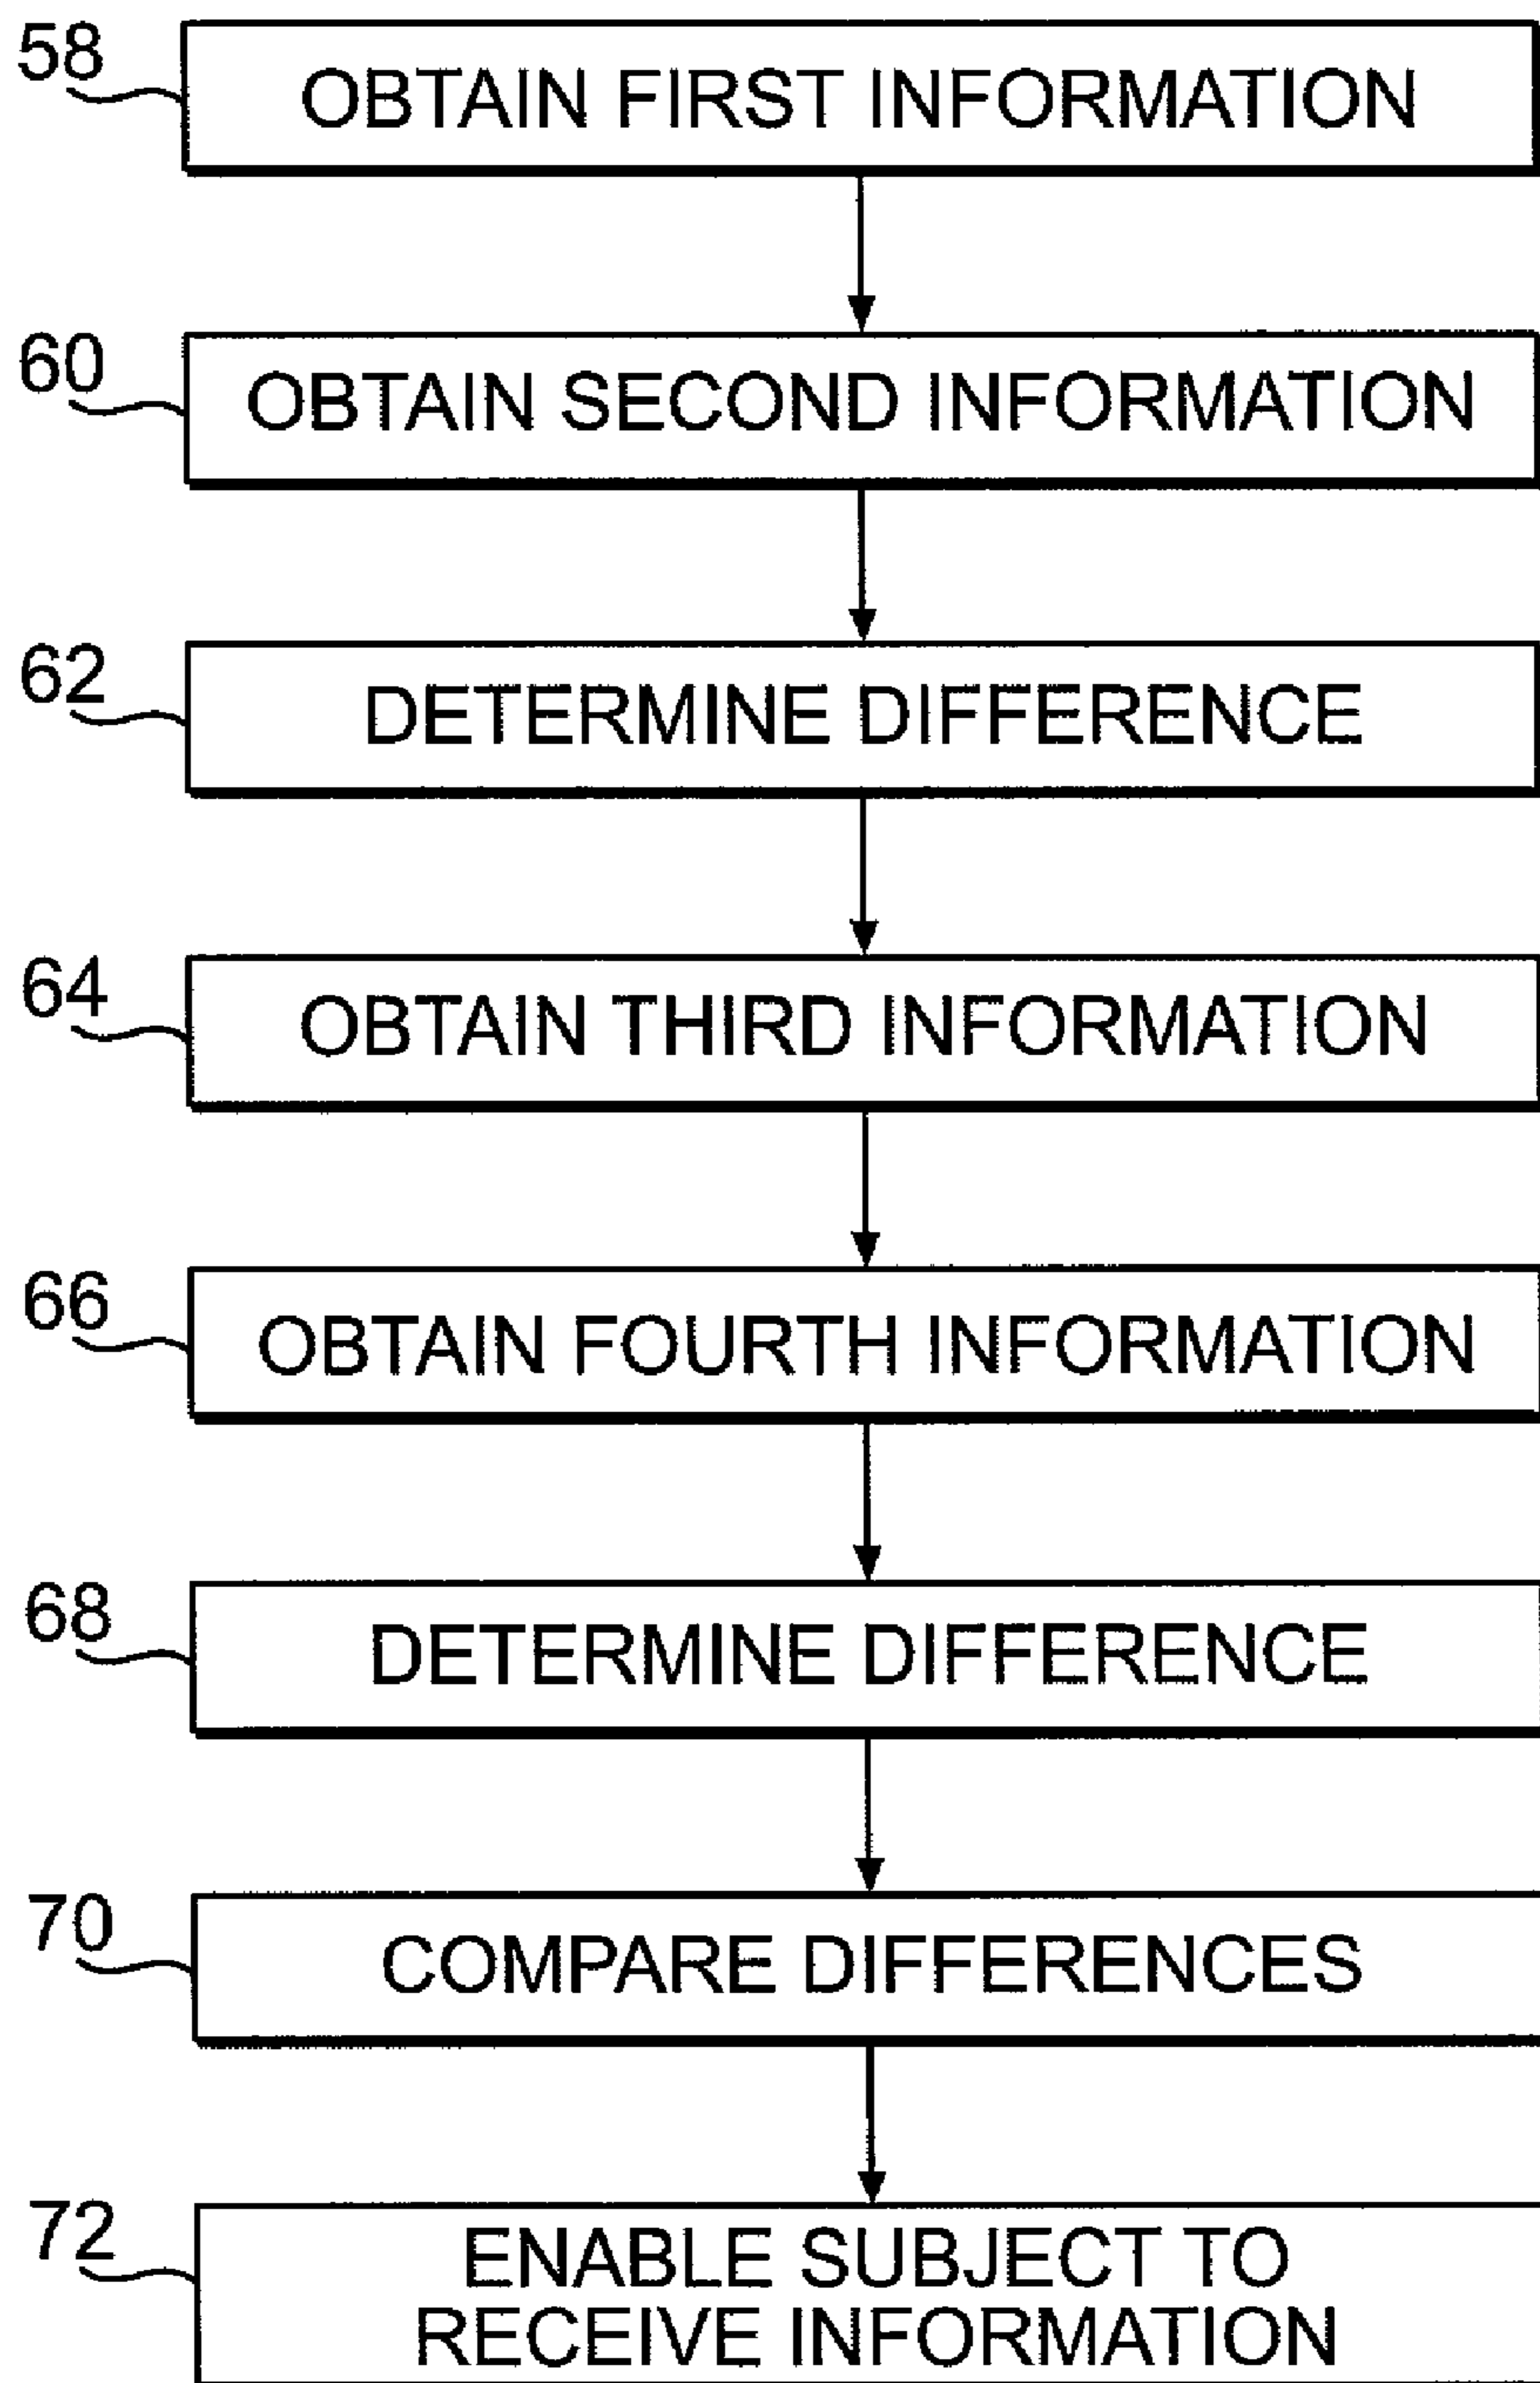 58
OBTAIN FIRST INFORMATION
60
OBTAIN SECOND INFORMATION
62
DETERMINE DIFFERENCE
64
OBTAIN THIRD INFORMATION
66
OBTAIN FOURTH INFORMATION
68
DETERMINE DIFFERENCE
70
COMPARE DIFFERENCES
72
ENABLE SUBJECT TO
RECEIVE INFORMATION